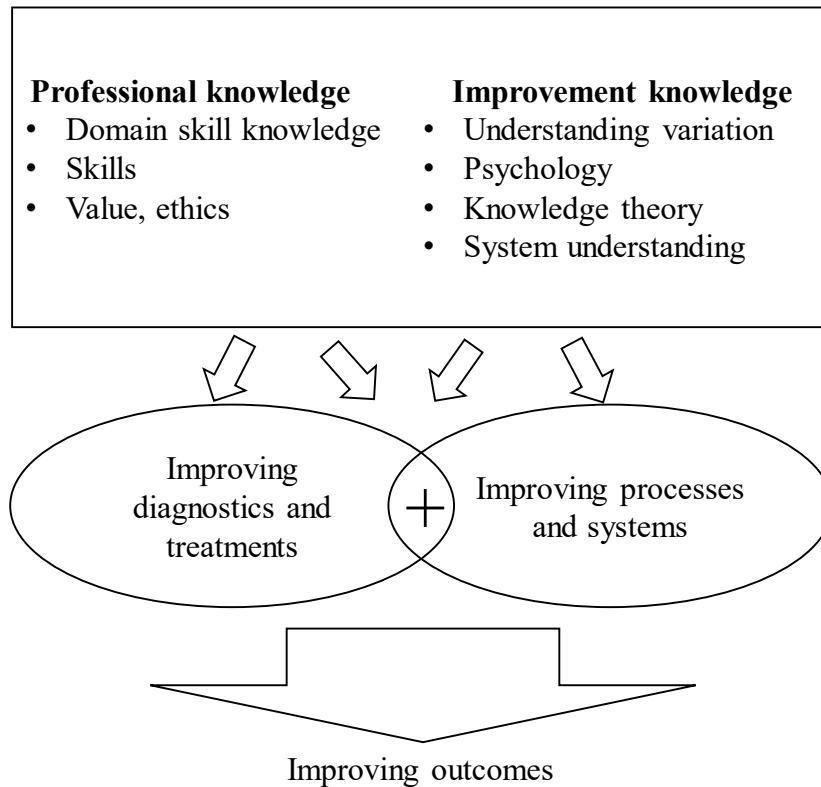 Professional knowledge
• Domain skill knowledge
• Skills
• Value, ethics
Improvement knowledge
• Understanding variation
• Psychology
• Knowledge theory
• System understanding
Improving
diagnostics and
treatments
+
Improving processes
and systems
Improving outcomes